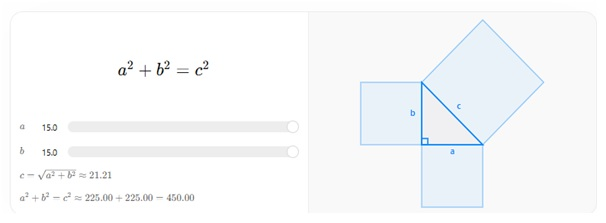 a² + b² = c²
a 15.0
b 15.0
c = √a² + b² ≈ 21.21
a² + b² = c² ≈ 225.00 + 225.00 = 450.00
b
c
a